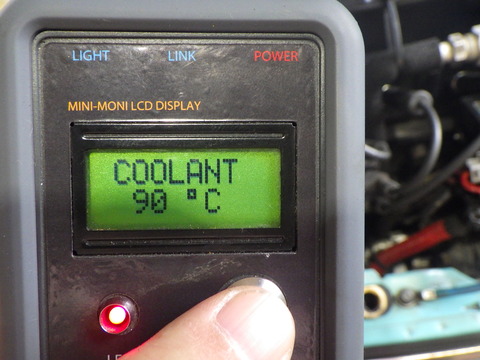 LIGHT LINK POWER
MINI-MONI LCD DISPLAY
COOLANT
90 °C